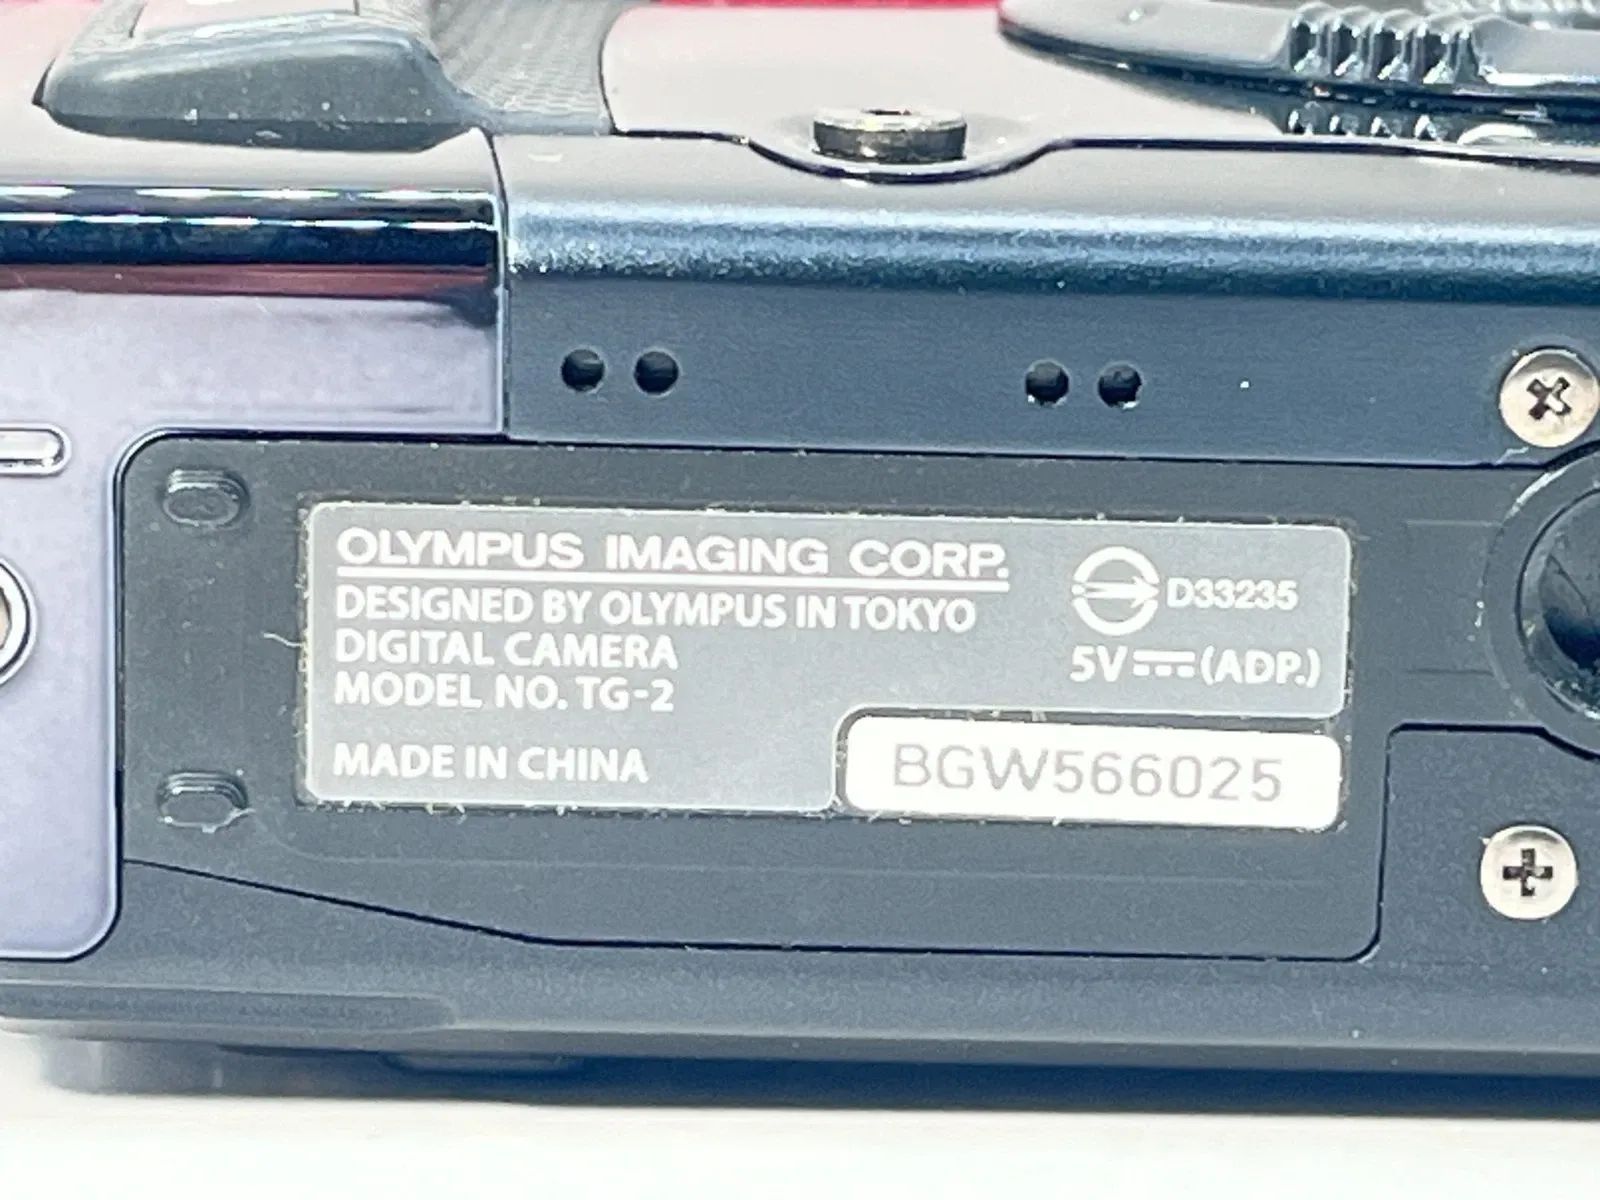 OLYMPUS IMAGING CORP.
DESIGNED BY OLYMPUS IN TOKYO
DIGITAL CAMERA
MODEL NO. TG-2
MADE IN CHINA
D33235
5V⎓(ADP.)
BGW566025